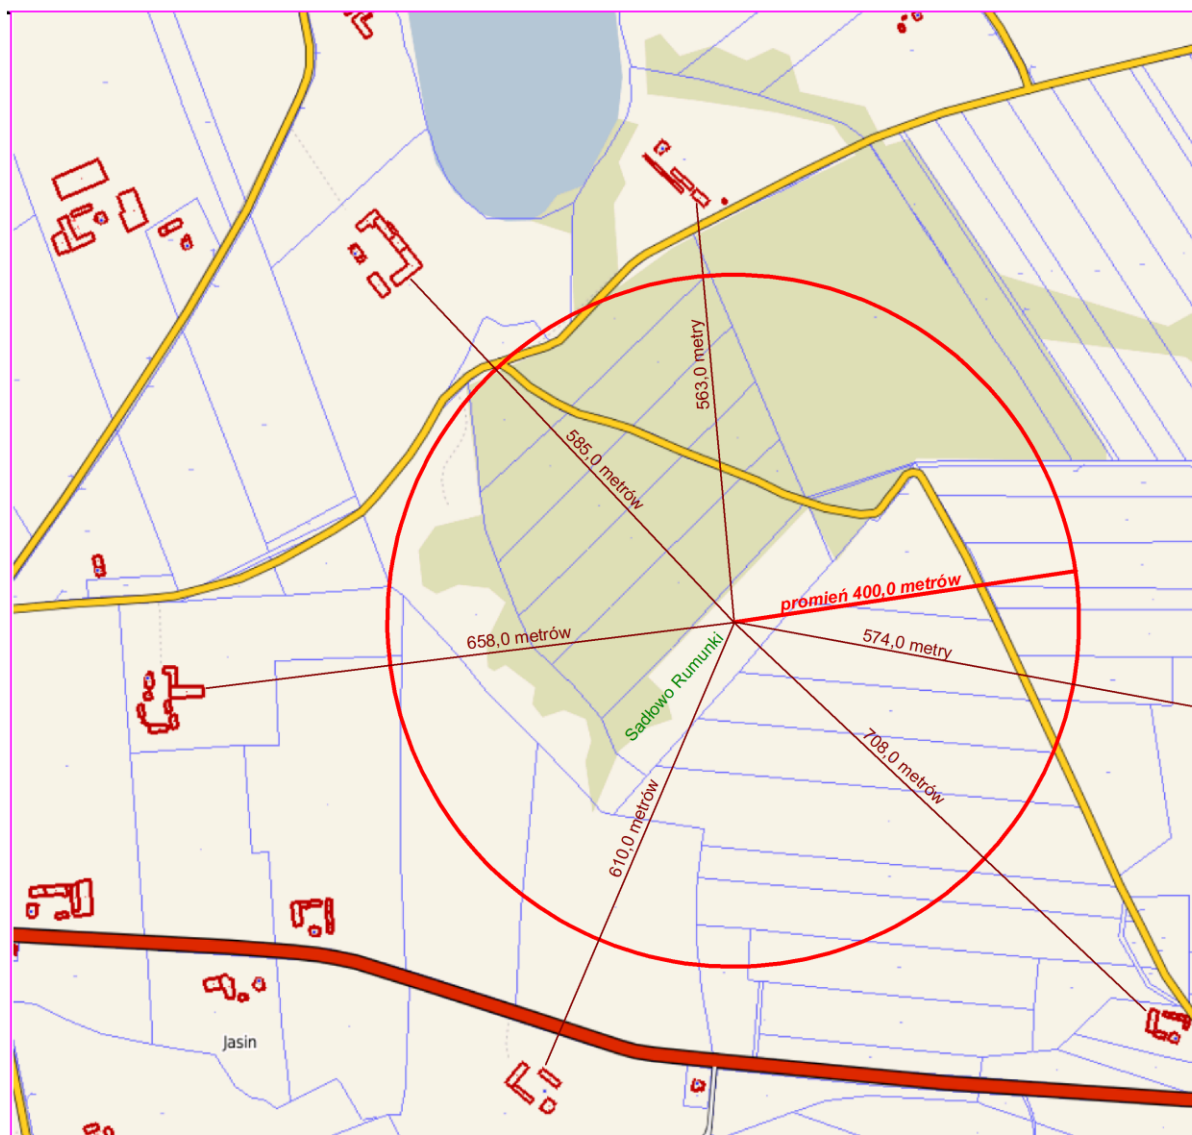 563,0 metry
585,0 metrów
promień 400,0 metrów
658,0 metrów
574,0 metry
Sadłowo Rumunki
708,0 metrów
610,0 metrów
Jasin